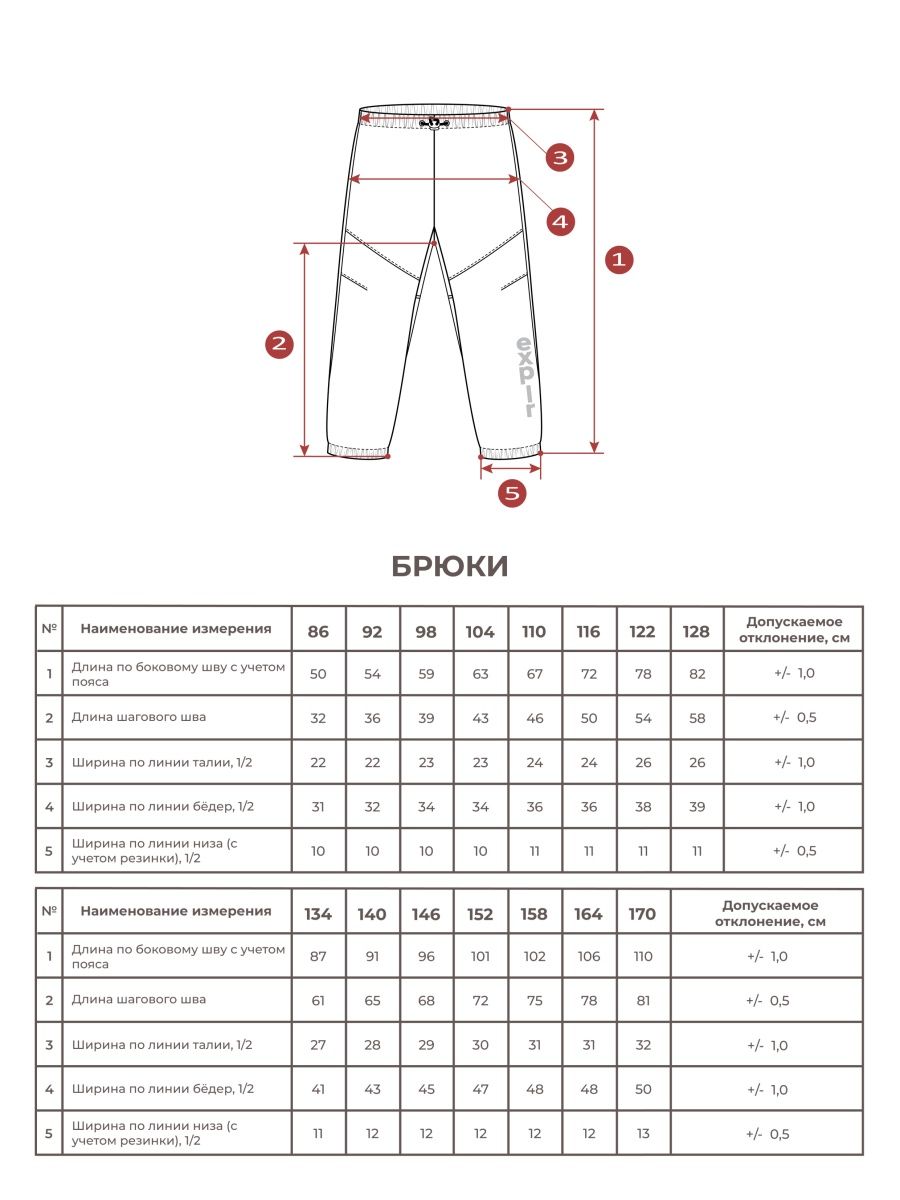 3
4
1
2
explr
5
БРЮКИ
№ Наименование измерения 86 92 98 104 110 116 122 128 Допускаемое отклонение, см
1 Длина по боковому шву с учетом пояса 50 54 59 63 67 72 78 82 +/- 1,0
2 Длина шагового шва 32 36 39 43 46 50 54 58 +/- 0,5
3 Ширина по линии талии, 1/2 22 22 23 23 24 24 26 26 +/- 1,0
4 Ширина по линии бёдер, 1/2 31 32 34 34 36 36 38 39 +/- 1,0
5 Ширина по линии низа (с учетом резинки), 1/2 10 10 10 10 11 11 11 11 +/- 0,5
№ Наименование измерения 134 140 146 152 158 164 170 Допускаемое отклонение, см
1 Длина по боковому шву с учетом пояса 87 91 96 101 102 106 110 +/- 1,0
2 Длина шагового шва 61 65 68 72 75 78 81 +/- 0,5
3 Ширина по линии талии, 1/2 27 28 29 30 31 31 32 +/- 1,0
4 Ширина по линии бёдер, 1/2 41 43 45 47 48 48 50 +/- 1,0
5 Ширина по линии низа (с учетом резинки), 1/2 11 12 12 12 12 12 13 +/- 0,5